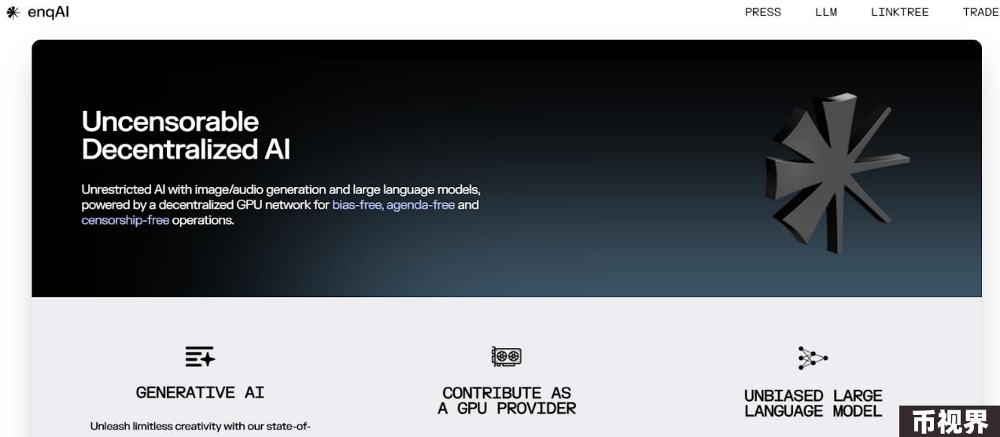 enqAI
PRESS LLM LINKTREE TRADE
Uncensorable
Decentralized AI
Unrestricted AI with image/audio generation and large language models,
powered by a decentralized GPU network for bias-free, agenda-free and
censorship-free operations.
GENERATIVE AI
CONTRIBUTE AS
A GPU PROVIDER
UNBIASED LARGE
LANGUAGE MODEL
Unleash limitless creativity with our state-of-
币视界